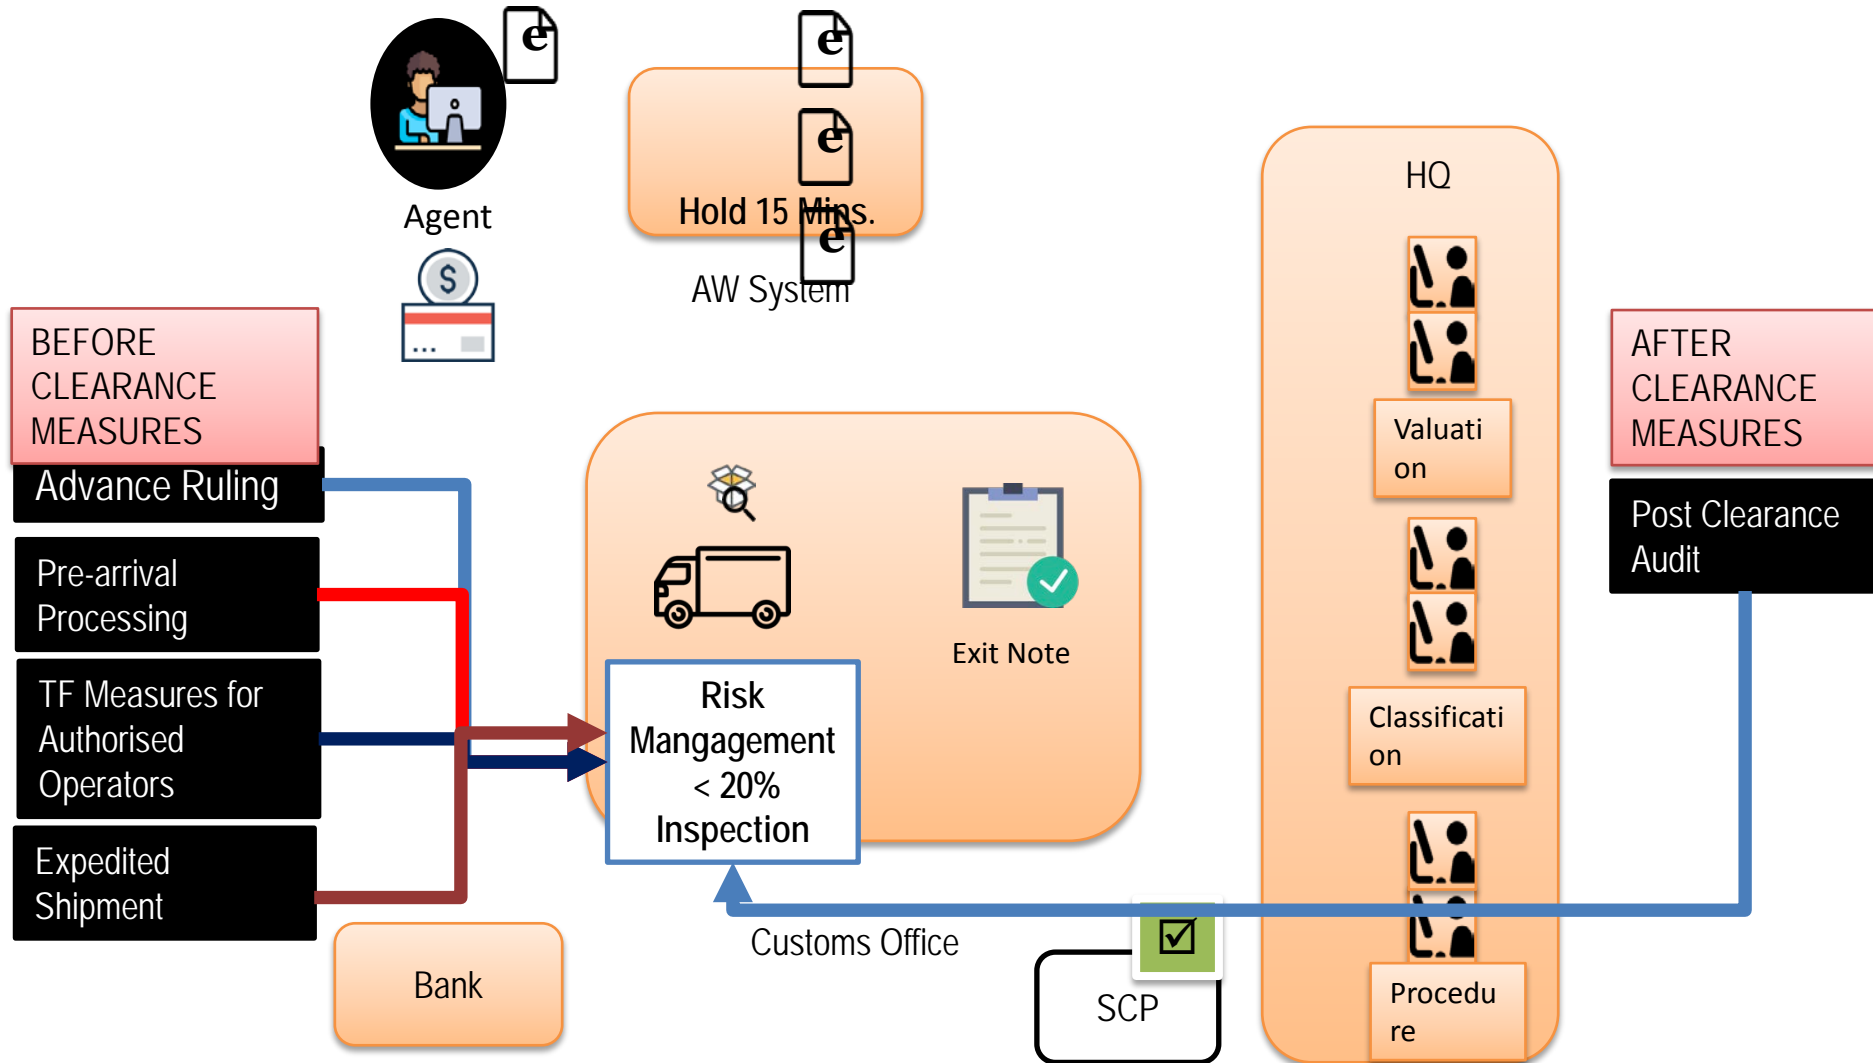 e
e
e
e
Hold 15 Mins.
AW System
Agent
$
...
BEFORE
CLEARANCE
MEASURES
Advance Ruling
Pre-arrival
Processing
TF Measures for
Authorised
Operators
Expedited
Shipment
Bank
Exit Note
Risk
Mangagement
< 20%
Inspection
Customs Office
SCP
HQ
Valuati
on
Classificati
on
Procedu
re
AFTER
CLEARANCE
MEASURES
Post Clearance
Audit